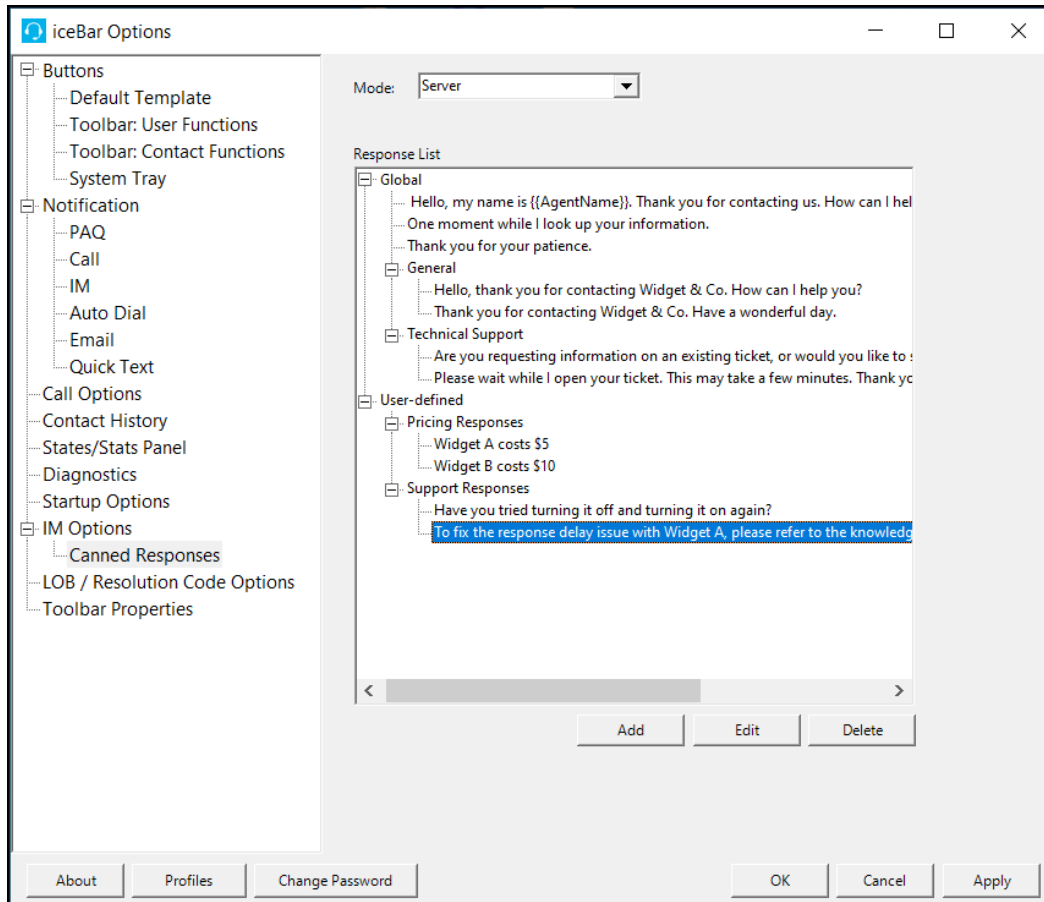 iceBar Options
Buttons
Default Template
Toolbar: User Functions
Toolbar: Contact Functions
System Tray
Notification
PAQ
Call
IM
Auto Dial
Email
Quick Text
Call Options
Contact History
States/Stats Panel
Diagnostics
Startup Options
IM Options
Canned Responses
LOB / Resolution Code Options
Toolbar Properties
Mode: Server
Response List
Global
Hello, my name is {{AgentName}}. Thank you for contacting us. How can I hel
One moment while I look up your information.
Thank you for your patience.
General
Hello, thank you for contacting Widget & Co. How can I help you?
Thank you for contacting Widget & Co. Have a wonderful day.
Technical Support
Are you requesting information on an existing ticket, or would you like to s
Please wait while I open your ticket. This may take a few minutes. Thank yo
User-defined
Pricing Responses
Widget A costs $5
Widget B costs $10
Support Responses
Have you tried turning it off and turning it on again?
To fix the response delay issue with Widget A, please refer to the knowledg
Add Edit Delete
About Profiles Change Password OK Cancel Apply